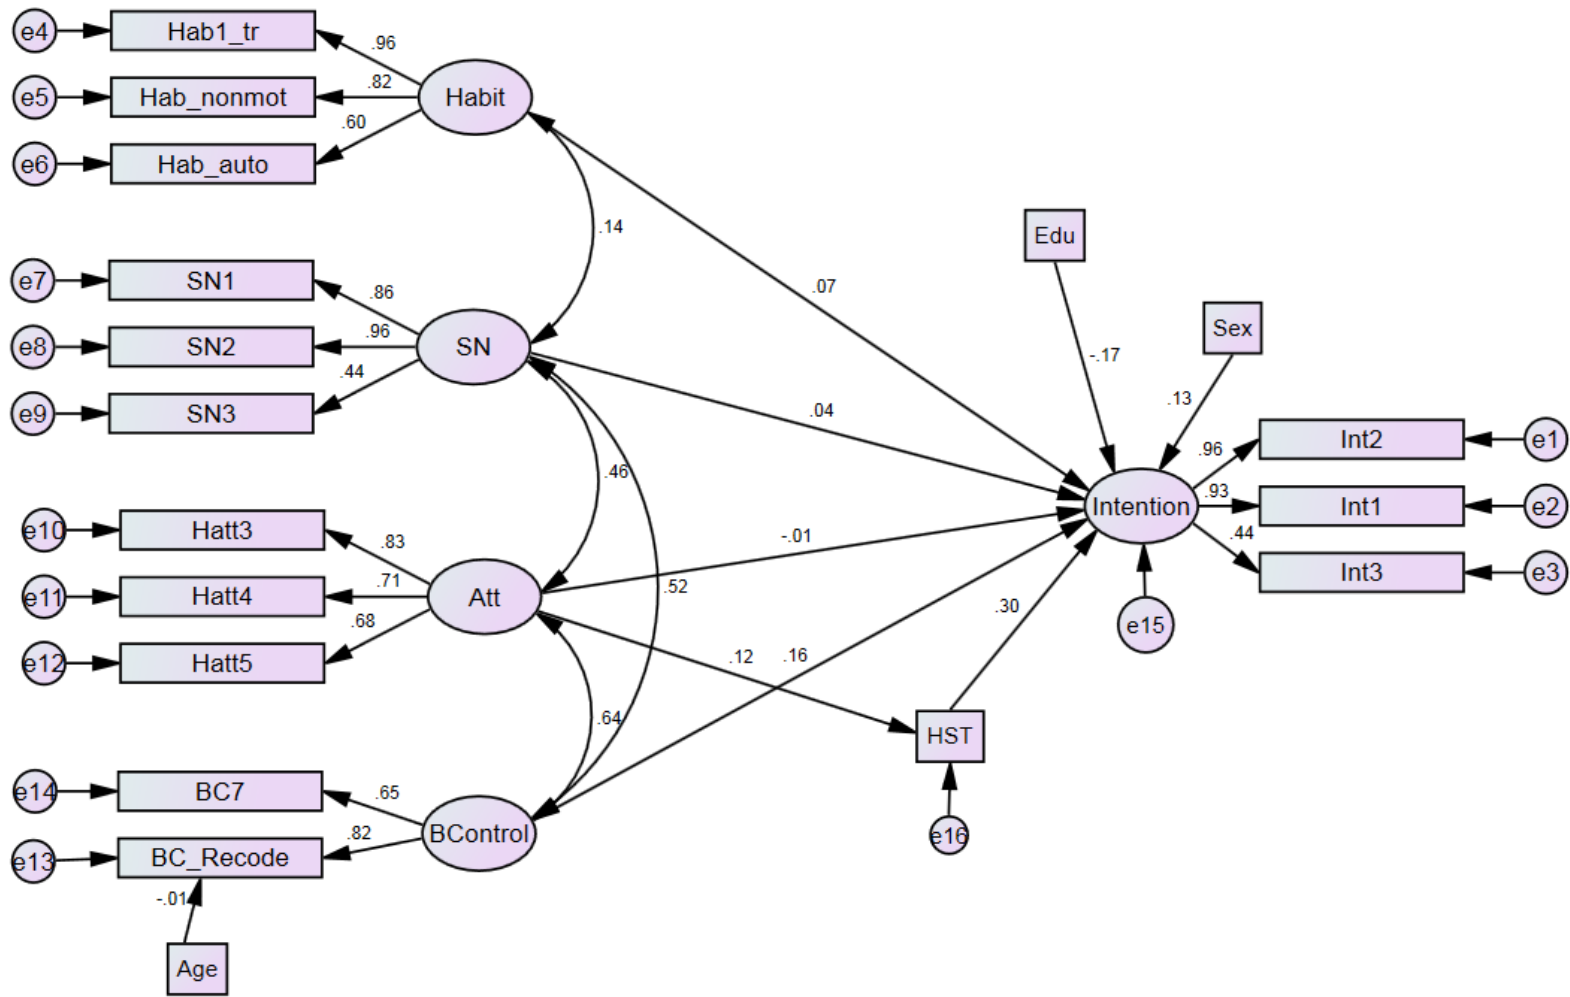 e4
Hab1_tr
.96
e5
Hab_nonmot
.82
Habit
e6
Hab_auto
.60
.14
.07
Edu
e7
SN1
.86
e8
SN2
.96
SN
e9
SN3
.44
.04
-.17
Sex
.13
.46
Int2
e1
.96
Intention
.93
Int1
e2
.44
Int3
e3
e10
Hatt3
.83
-.01
e11
Hatt4
.71
Att
.52
e12
Hatt5
.68
.30
e15
.12
.16
.64
HST
e16
e14
BC7
.65
BControl
e13
BC_Recode
.82
-.01
Age